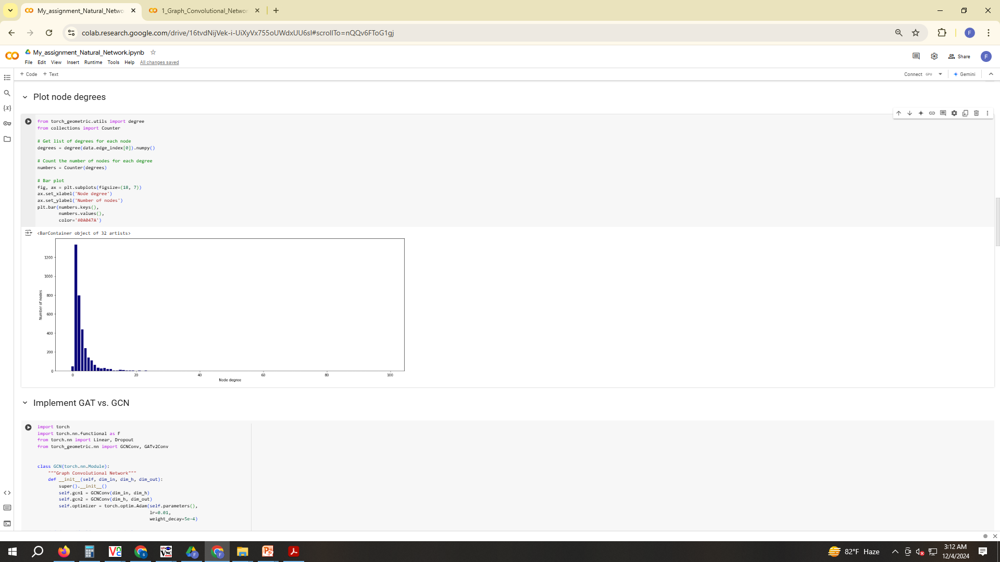 My_assignment_Natural_Netwo
1_Graph_Convolutional_Networ
colab.research.google.com/drive/16tvdNijVek-i-UiXyVx755oUWdxUU6sl#scrollTo=nQQv6FToG1gj
F
My_assignment_Natural_Network.ipynb
Share
F
File Edit View Insert Runtime Tools Help All changes saved
+ Code + Text
Connect GPU
Gemini
Plot node degrees
from torch_geometric.utils import degree
from collections import Counter
# Get list of degrees for each node
degrees = degree(data.edge_index[0]).numpy()
# Count the number of nodes for each degree
numbers = Counter(degrees)
# Bar plot
fig, ax = plt.subplots(figsize=(18, 7))
ax.set_xlabel('Node degree')
ax.set_ylabel('Number of nodes')
plt.bar(numbers.keys(),
numbers.values(),
color='#0A047A')
<BarContainer object of 32 artists>
1200
1000
800
600
400
200
0
Number of nodes
0 20 40 60 80 100
Node degree
Implement GAT vs. GCN
import torch
import torch.nn.functional as F
from torch.nn import Linear, Dropout
from torch_geometric.nn import GCNConv, GATv2Conv
class GCN(torch.nn.Module):
"""Graph Convolutional Network"""
def __init__(self, dim_in, dim_h, dim_out):
super().__init__()
self.gcn1 = GCNConv(dim_in, dim_h)
self.gcn2 = GCNConv(dim_h, dim_out)
self.optimizer = torch.optim.Adam(self.parameters(),
lr=0.01,
weight_decay=5e-4)
82°F Haze
3:12 AM
12/4/2024